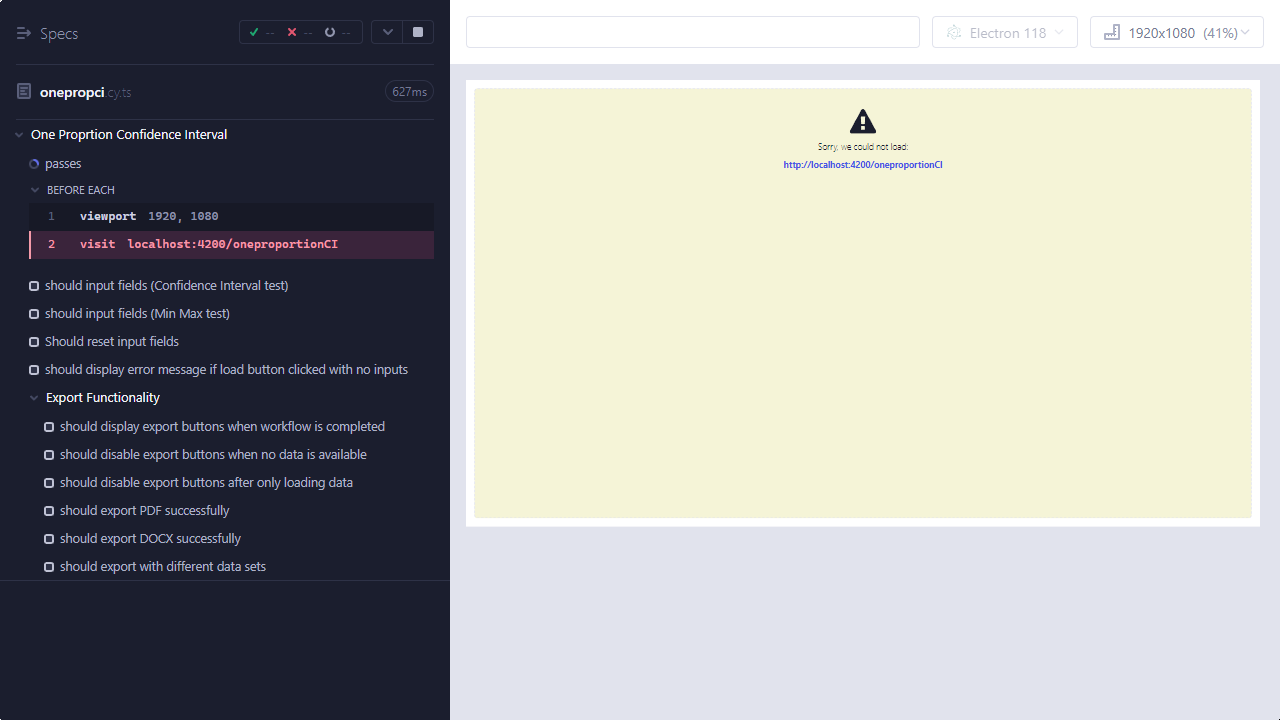 Specs
-- -- --
onepropci.cy.ts
627ms
One Proprtion Confidence Interval
passes
BEFORE EACH
1 viewport 1920, 1080
2 visit localhost:4200/oneproportionCI
should input fields (Confidence Interval test)
should input fields (Min Max test)
Should reset input fields
should display error message if load button clicked with no inputs
Export Functionality
should display export buttons when workflow is completed
should disable export buttons when no data is available
should disable export buttons after only loading data
should export PDF successfully
should export DOCX successfully
should export with different data sets
Electron 118
1920x1080 (41%)
Sorry, we could not load:
http://localhost:4200/oneproportionCI